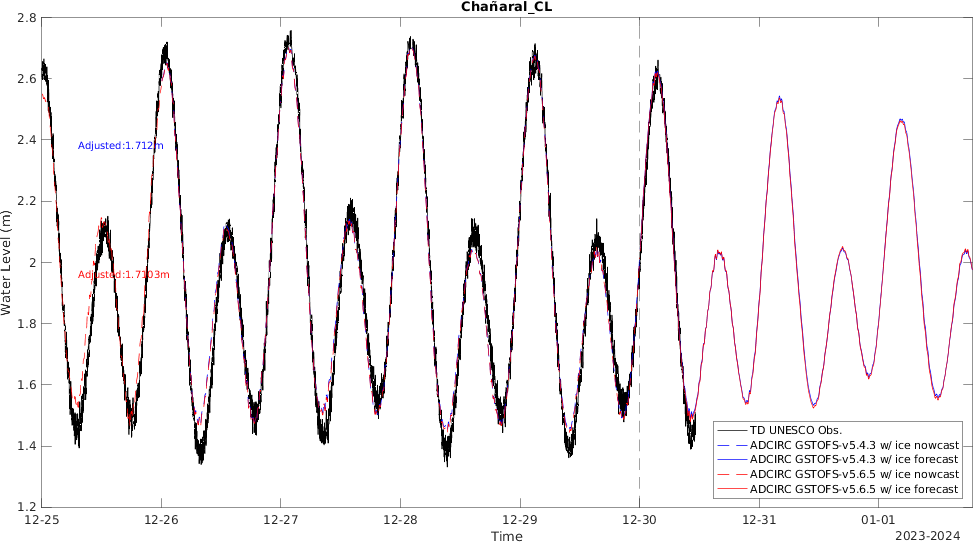 Chañaral_CL
2.8
2.6
2.4
2.2
2
1.8
1.6
1.4
1.2
Water Level (m)
Adjusted:1.712m
Adjusted:1.7103m
TD UNESCO Obs.
ADCIRC GSTOFS-v5.4.3 w/ ice nowcast
ADCIRC GSTOFS-v5.4.3 w/ ice forecast
ADCIRC GSTOFS-v5.6.5 w/ ice nowcast
ADCIRC GSTOFS-v5.6.5 w/ ice forecast
12-25 12-26 12-27 12-28 12-29 12-30 12-31 01-01
Time
2023-2024